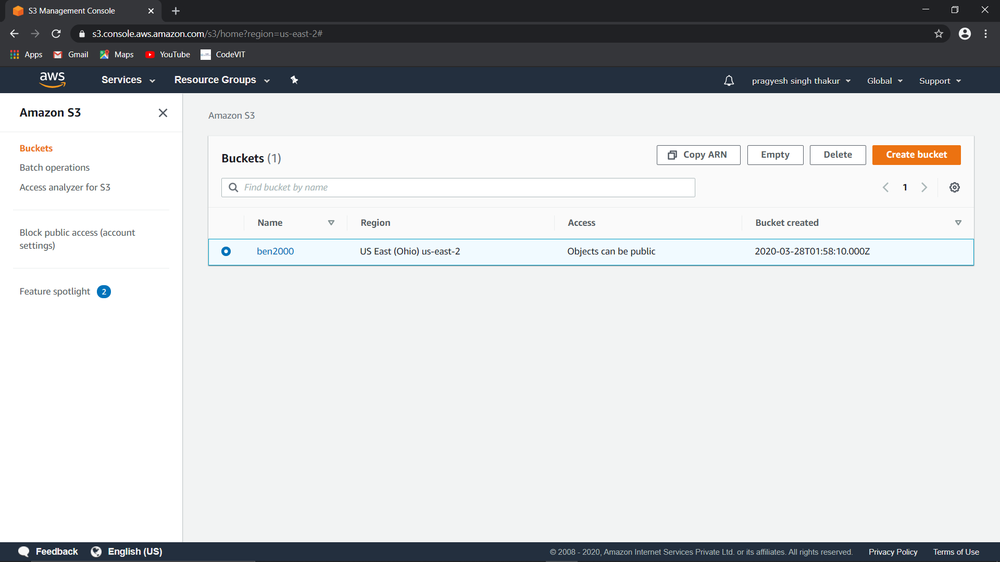 S3 Management Console
s3.console.aws.amazon.com/s3/home?region=us-east-2#
Apps Gmail Maps YouTube CodeVIT
aws Services Resource Groups pragyesh singh thakur Global Support
Amazon S3
Buckets
Batch operations
Access analyzer for S3
Block public access (account
settings)
Feature spotlight 2
Amazon S3
Buckets (1) Copy ARN Empty Delete Create bucket
Find bucket by name 1
Name Region Access Bucket created
ben2000 US East (Ohio) us-east-2 Objects can be public 2020-03-28T01:58:10.000Z
Feedback English (US) © 2008 - 2020, Amazon Internet Services Private Ltd. or its affiliates. All rights reserved. Privacy Policy Terms of Use